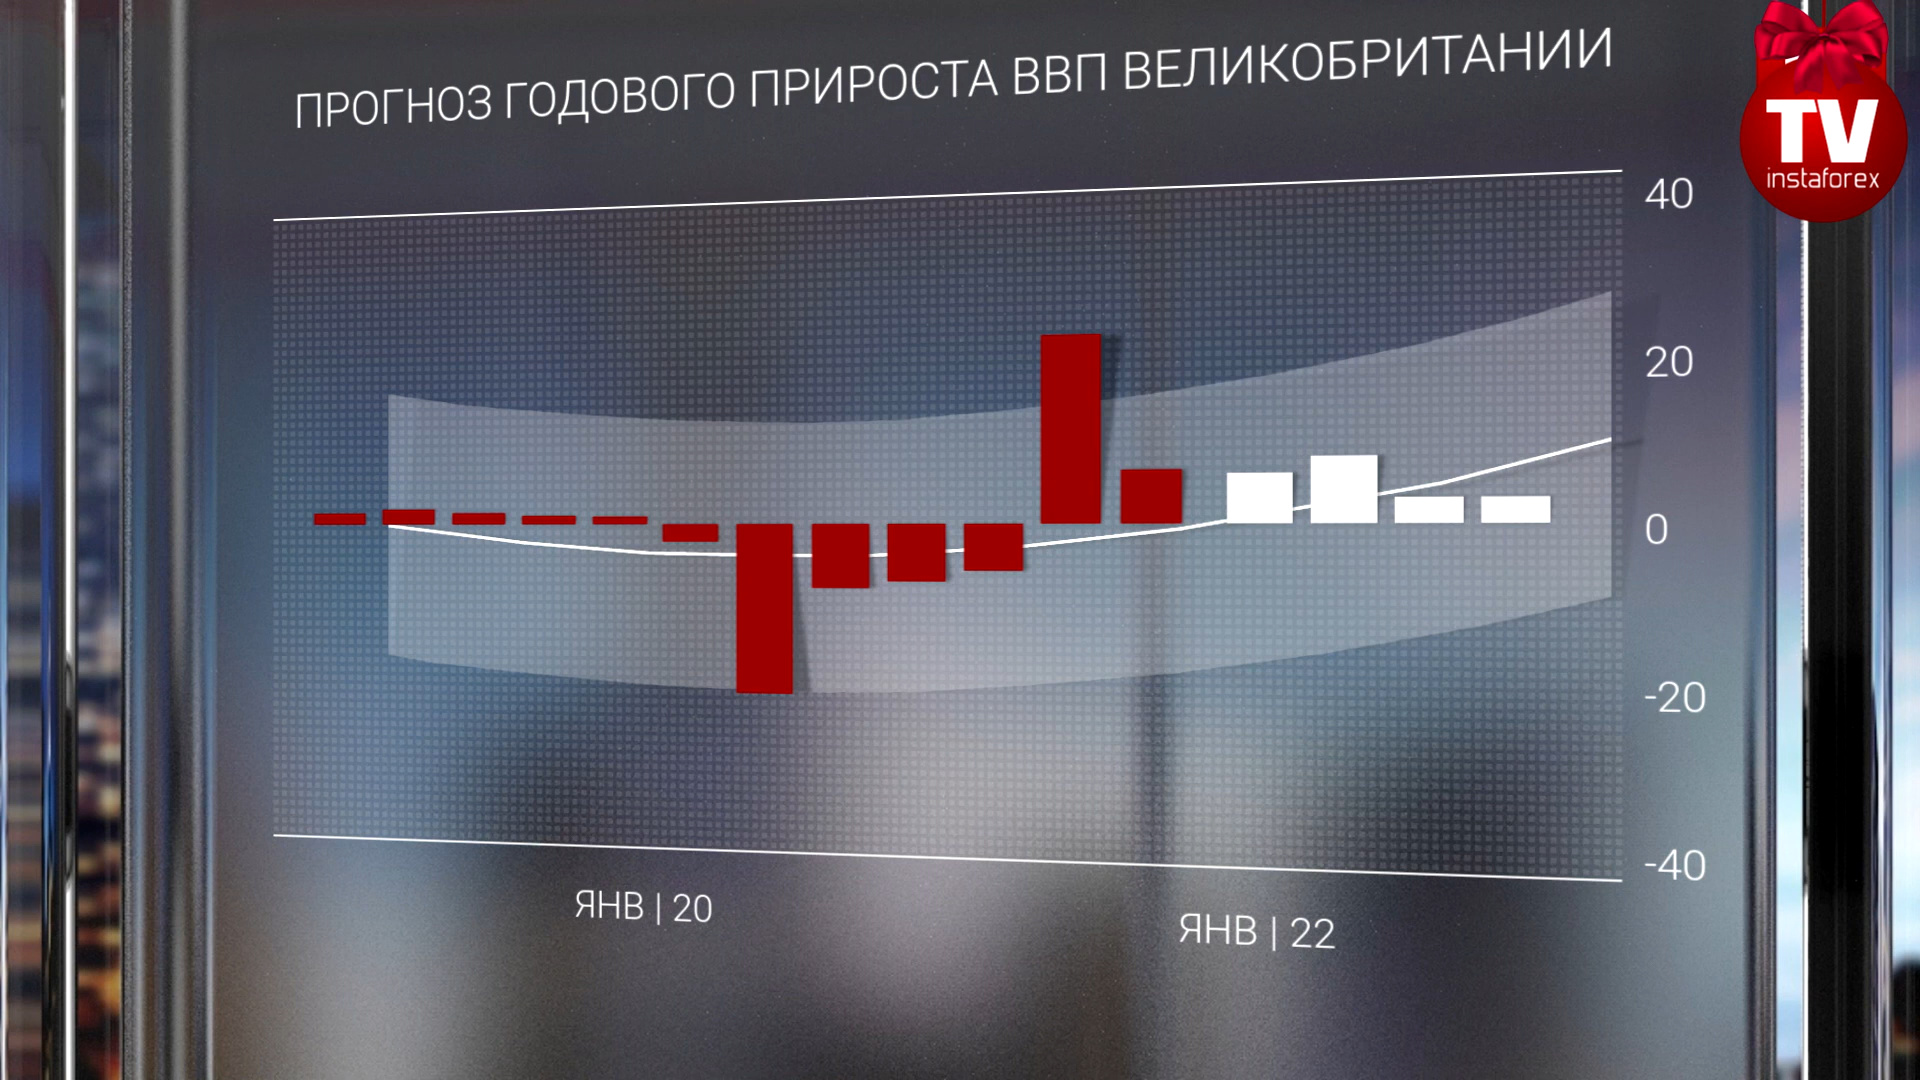 ПРОГНОЗ ГОДОВОГО ПРИРОСТА ВВП ВЕЛИКОБРИТАНИИ
TV
instaforex
40
20
0
-20
-40
ЯНВ | 20
ЯНВ | 22